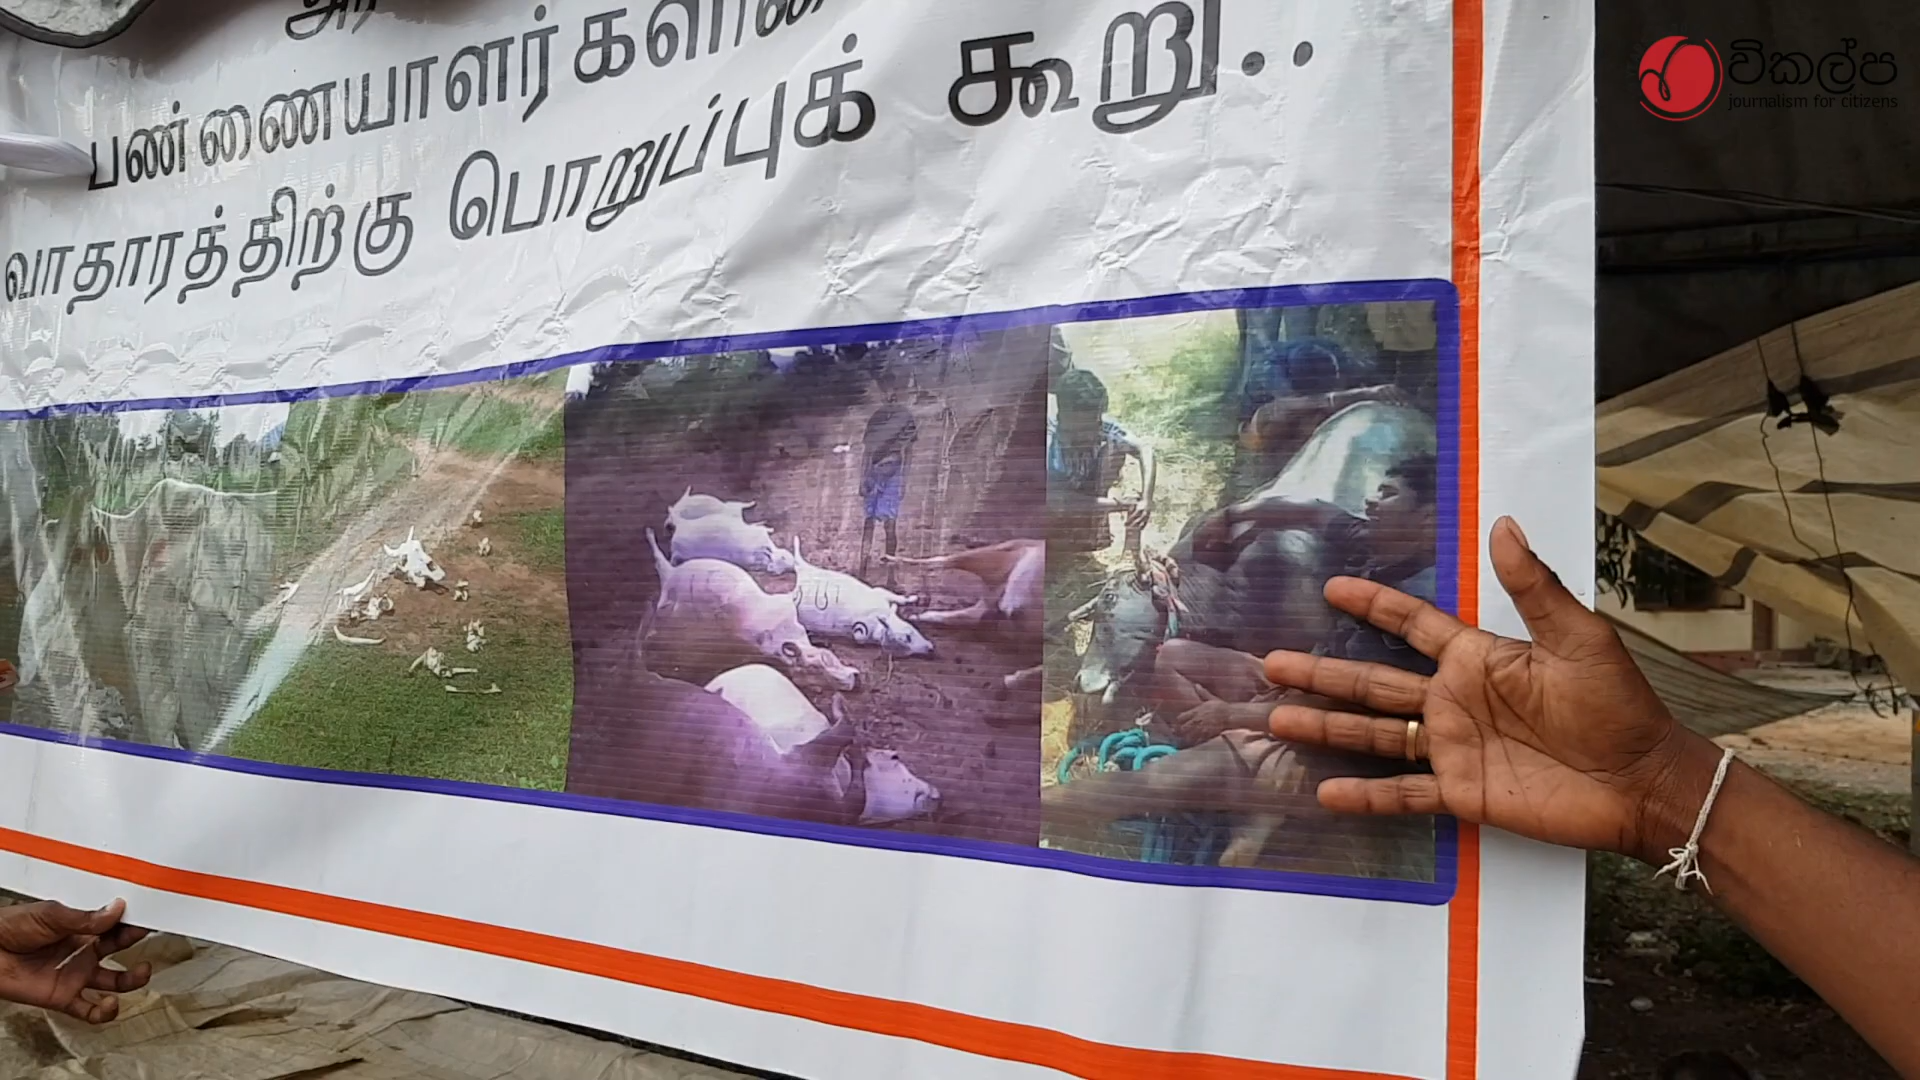 பண்ணையாளர்களின்
வாதாரத்திற்கு பொறுப்புக் கூறு..
විකල්ප
journalism for citizens